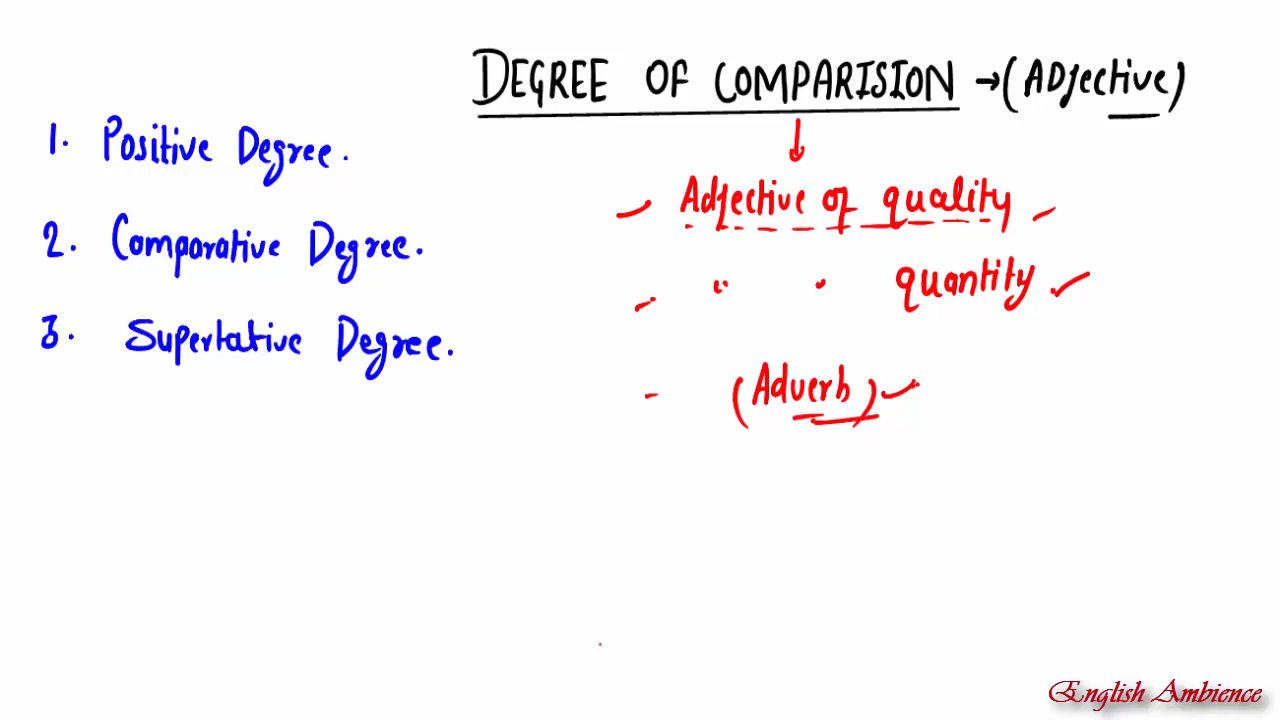 DEGREE OF COMPARISION → (ADjective)
1. Positive Degree.
2. Comparative Degree.
3. Supertative Degree.
Adjective of quality
" " quantity
(Adverb)
English Ambience